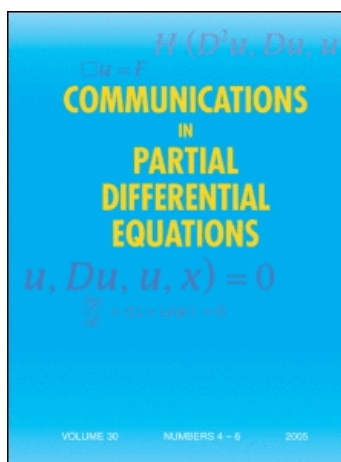 H (D²u, Du, u
□u = f
COMMUNICATIONS
IN
PARTIAL
DIFFERENTIAL
EQUATIONS
u, Du, u, x) = 0
VOLUME 30 NUMBERS 4 – 6 2005